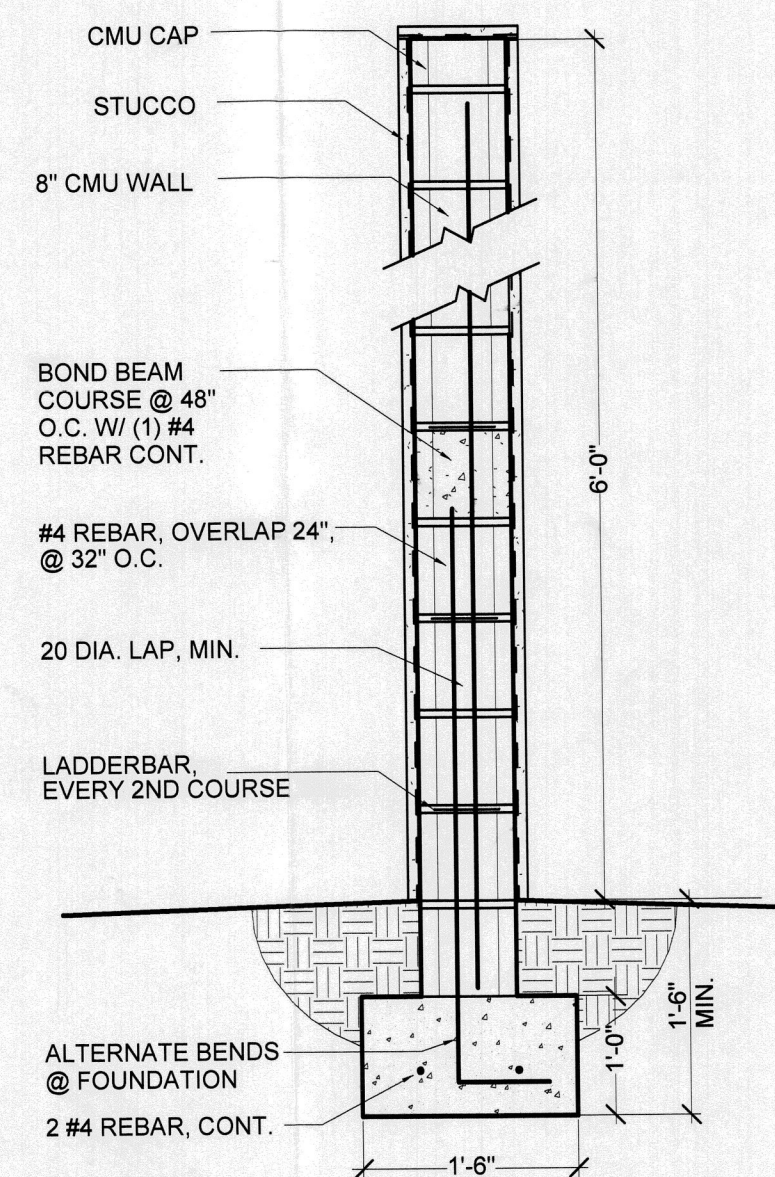 CMU CAP
STUCCO
8" CMU WALL
BOND BEAM
COURSE @ 48"
O.C. W/ (1) #4
REBAR CONT.
#4 REBAR, OVERLAP 24",
@ 32" O.C.
20 DIA. LAP, MIN.
LADDERBAR,
EVERY 2ND COURSE
ALTERNATE BENDS
@ FOUNDATION
2 #4 REBAR, CONT.
6'-0"
1'-0"
1'-6"
MIN.
1'-6"